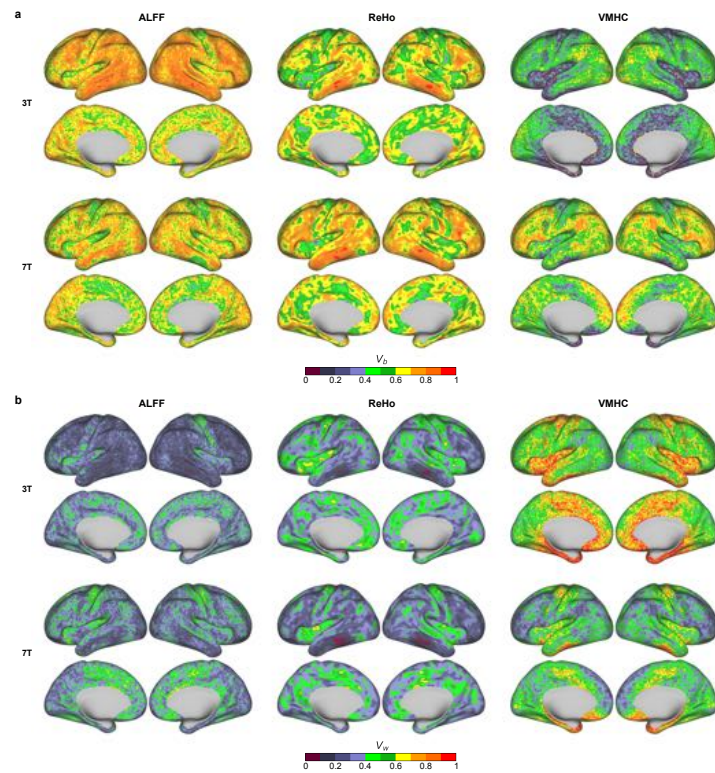 a
ALFF ReHo VMHC
3T
7T
V_b
0 0.2 0.4 0.6 0.8 1
b
ALFF ReHo VMHC
3T
7T
V_w
0 0.2 0.4 0.6 0.8 1